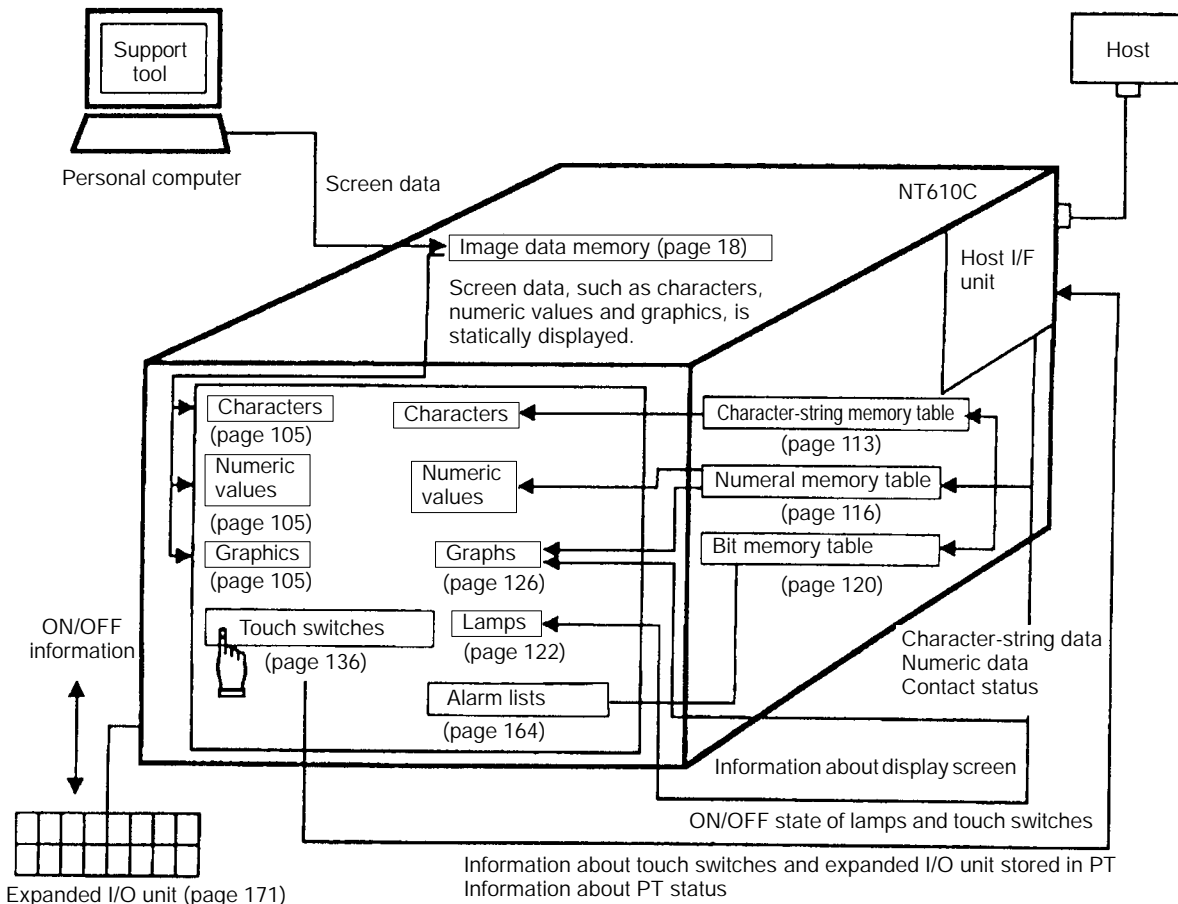 Support
tool
Host
Personal computer
Screen data
NT610C
Image data memory (page 18)
Host I/F
unit
Screen data, such as characters,
numeric values and graphics, is
statically displayed.
Characters
(page 105)
Characters
Character-string memory table
(page 113)
Numeric
values
(page 105)
Numeric
values
Numeral memory table
(page 116)
Graphics
(page 105)
Graphs
(page 126)
Bit memory table
(page 120)
ON/OFF
information
Touch switches
(page 136)
Lamps
(page 122)
Character-string data
Numeric data
Contact status
Alarm lists
(page 164)
Information about display screen
ON/OFF state of lamps and touch switches
Information about touch switches and expanded I/O unit stored in PT
Information about PT status
Expanded I/O unit (page 171)